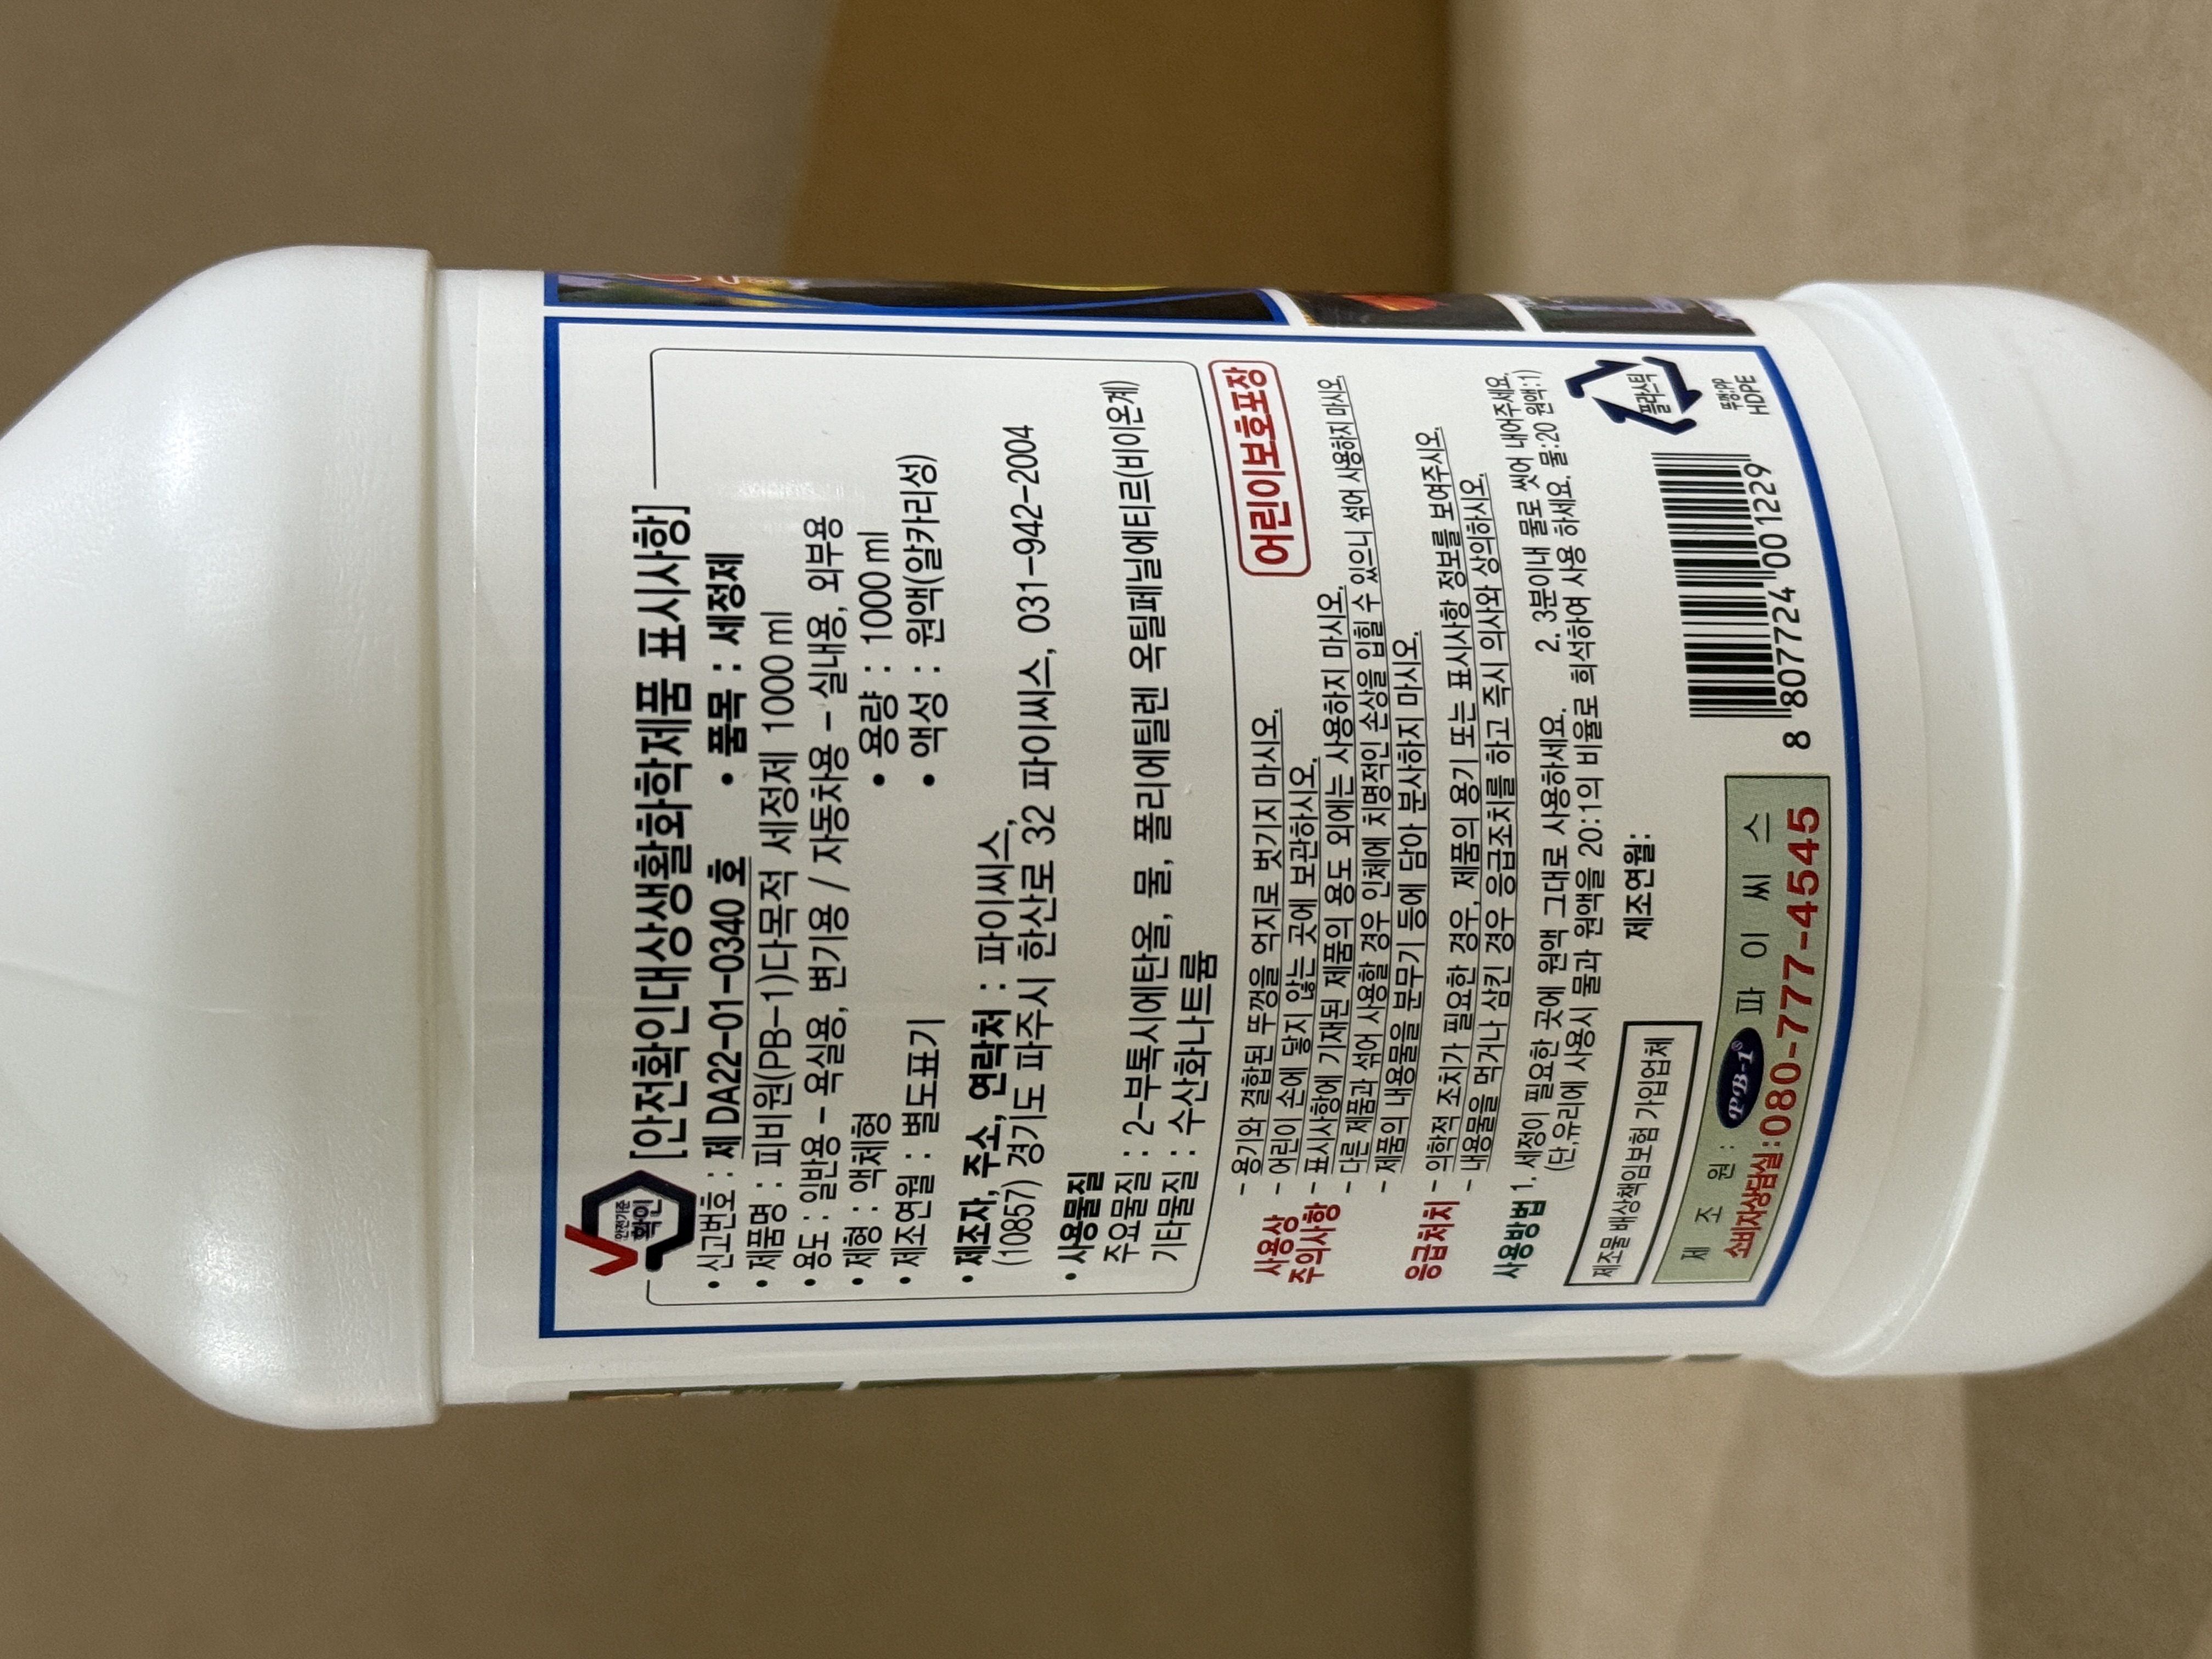 안전기준
확인
[안전확인대상생활화학제품 표시사항]
• 신고번호 : 제 DA22-01-0340 호 • 품목 : 세정제
• 제품명 : 피비원(PB-1)다목적 세정제 1000 ml
• 용도 : 일반용 - 욕실용, 변기용 / 자동차용 - 실내용, 외부용
• 제형 : 액체형 • 용량 : 1000 ml
• 제조연월 : 별도표기 • 액성 : 원액(알카리성)
• 제조자, 주소, 연락처 : 파이씨스,
(10857) 경기도 파주시 한산로 32 파이씨스, 031-942-2004
• 사용물질
주요물질 : 2-부톡시에탄올, 물, 폴리에틸렌 옥틸페닐에티르(비이온계)
기타물질 : 수산화나트륨
어린이보호포장
사용상
주의사항
- 용기와 결합된 뚜껑을 억지로 벗기지 마시오.
- 어린이 손에 닿지 않는 곳에 보관하시오.
- 표시사항에 기재된 제품의 용도 외에는 사용하지 마시오.
- 다른 제품과 섞어 사용할 경우 인체에 치명적인 손상을 입힐 수 있으니 섞어 사용하지 마시오.
- 제품의 내용물을 분무기 등에 담아 분사하지 마시오.
응급처치 - 의학적 조치가 필요한 경우, 제품의 용기 또는 표시사항 정보를 보여주시오.
- 내용물을 먹거나 삼킨 경우 응급조치를 하고 즉시 의사와 상의하시오.
사용방법 1. 세정이 필요한 곳에 원액 그대로 사용하세요. 2. 3분이내 물로 씻어 내어주세요.
(단,유리에 사용시 물과 원액을 20:1의 비율로 희석하여 사용 하세요. 물:20 원액:1)
제조물배상책임보험 가입업체
제조연월:
플라스틱
뚜껑:PP
HDPE
제 조 원 : PB-1® 파 이 씨 스
소비자상담실:080-777-4545
8 807724 001229